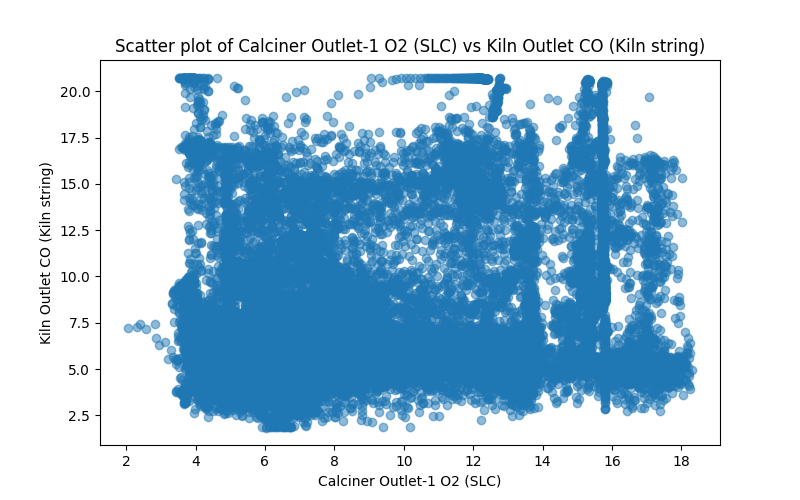 Scatter plot of Calciner Outlet-1 O2 (SLC) vs Kiln Outlet CO (Kiln string)
20.0
17.5
15.0
12.5
10.0
7.5
5.0
2.5
Kiln Outlet CO (Kiln string)
2 4 6 8 10 12 14 16 18
Calciner Outlet-1 O2 (SLC)